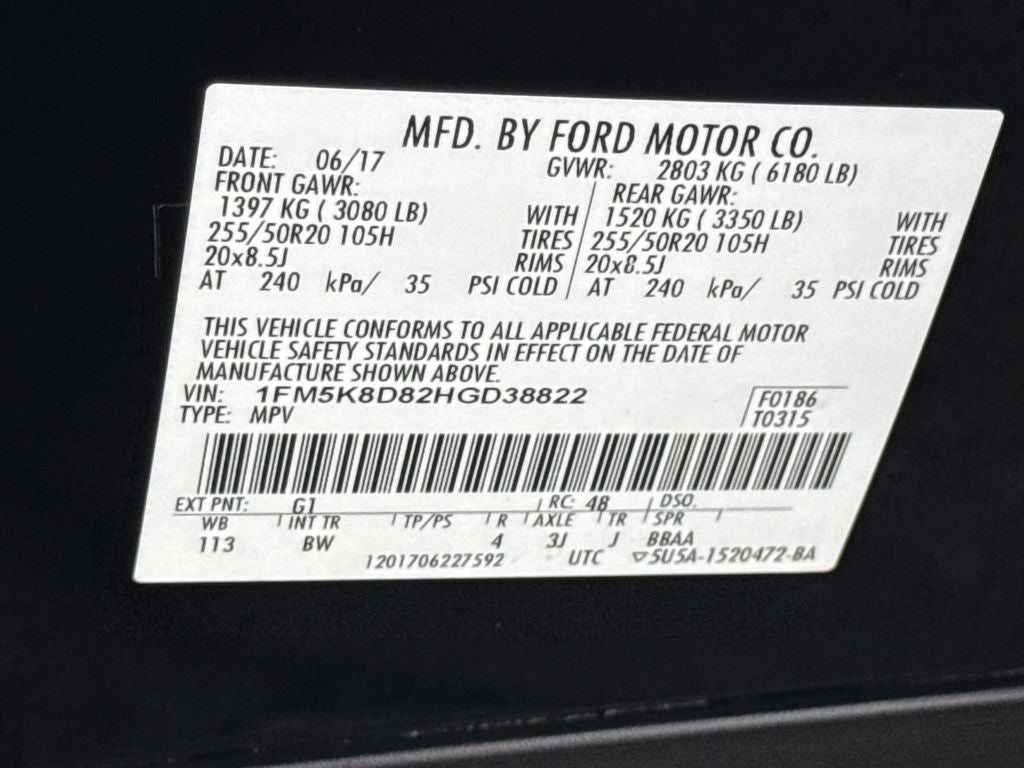 MFD. BY FORD MOTOR CO.
DATE: 06/17 GVWR: 2803 KG ( 6180 LB)
FRONT GAWR: REAR GAWR:
1397 KG ( 3080 LB) WITH 1520 KG ( 3350 LB) WITH
255/50R20 105H TIRES 255/50R20 105H TIRES
20x8.5J RIMS 20x8.5J RIMS
AT 240 kPa/ 35 PSI COLD AT 240 kPa/ 35 PSI COLD
THIS VEHICLE CONFORMS TO ALL APPLICABLE FEDERAL MOTOR
VEHICLE SAFETY STANDARDS IN EFFECT ON THE DATE OF
MANUFACTURE SHOWN ABOVE.
VIN: 1FM5K8D82HGD38822 F0186
TYPE: MPV T0315
EXT PNT: G1 RC: 48 DSO:
WB INT TR TP/PS R AXLE TR SPR
113 BW 4 3J J BBAA
1201706227592 UTC ▽5U5A-1520472-BA